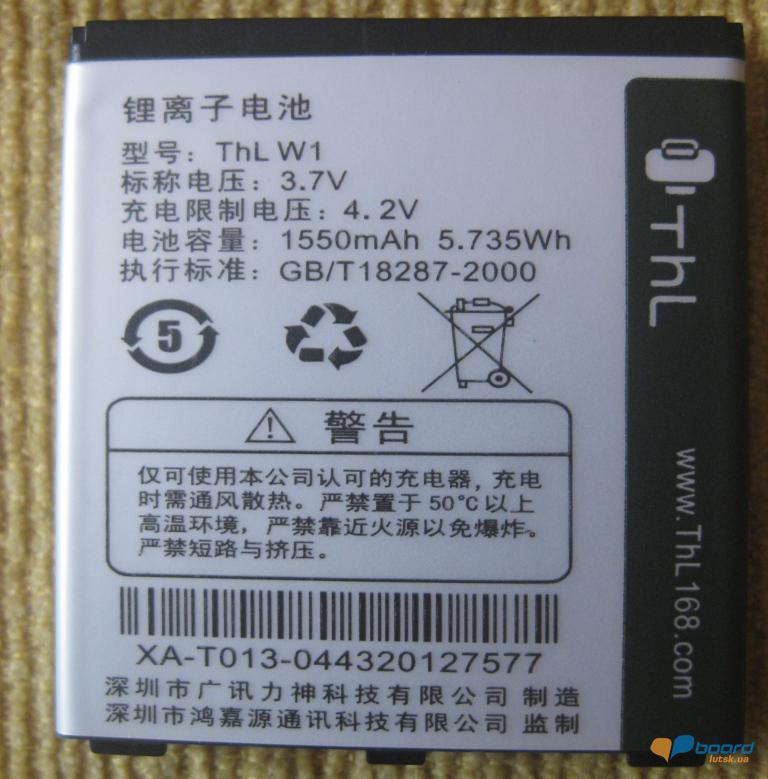 锂离子电池
型号：ThL W1
标称电压：3.7V
充电限制电压：4.2V
电池容量：1550mAh 5.735Wh
执行标准：GB/T18287-2000
5
警告
仅可使用本公司认可的充电器，充电
时需通风散热。严禁置于50℃以上
高温环境，严禁靠近火源以免爆炸。
严禁短路与挤压。
XA-T013-044320127577
深圳市广讯力神科技有限公司 制造
深圳市鸿嘉源通讯科技有限公司 监制
ThL
www.ThL168.com
board
lutsk.ua